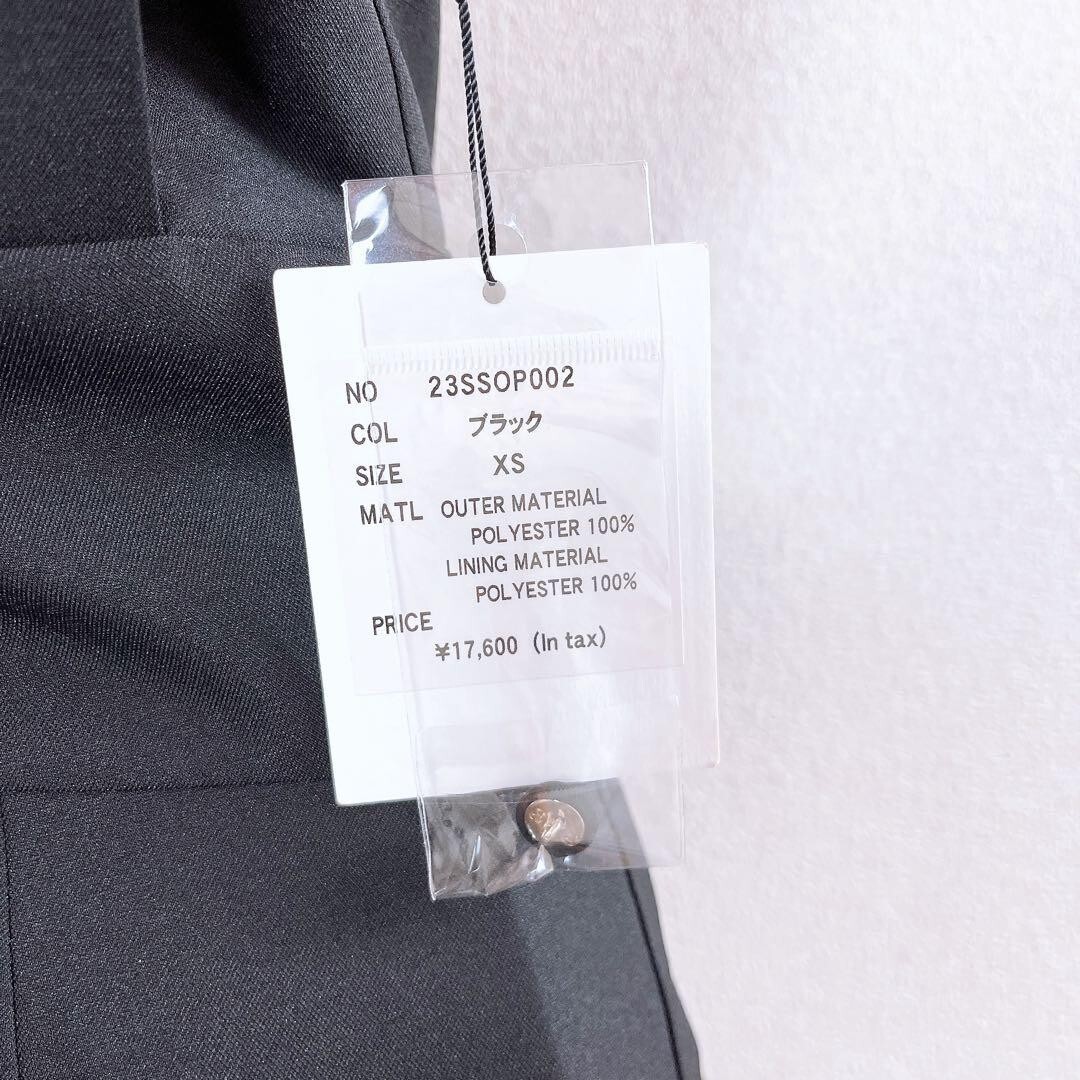 NO 23SSOP002
COL ブラック
SIZE XS
MATL OUTER MATERIAL
POLYESTER 100%
LINING MATERIAL
POLYESTER 100%
PRICE
¥17,600 (In tax)